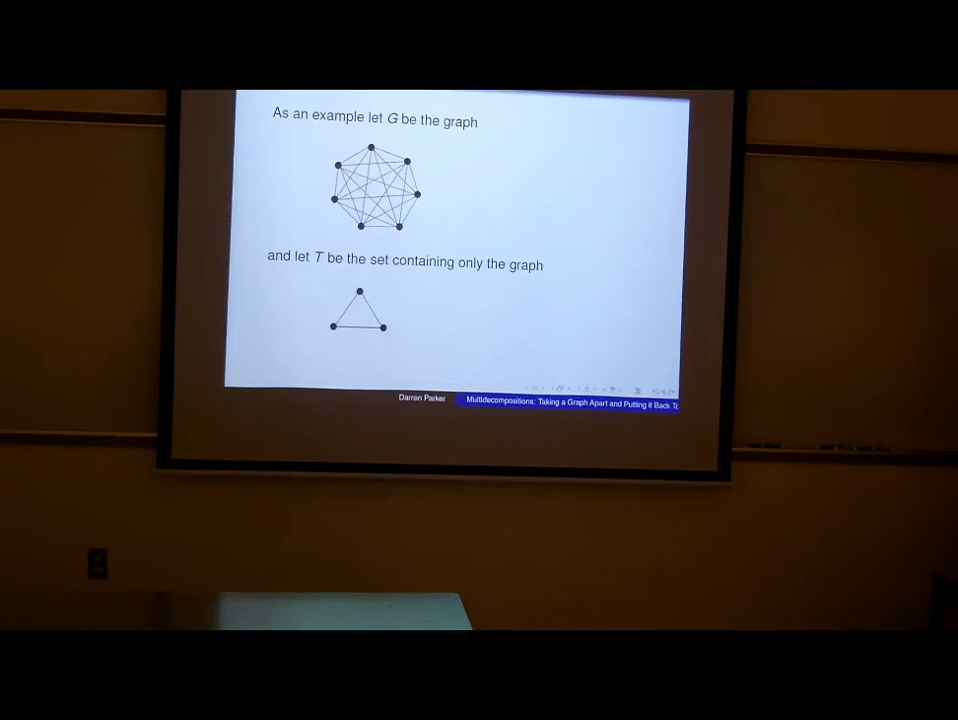 As an example let G be the graph
and let T be the set containing only the graph
Darren Parker
Multidecompositions: Taking a Graph Apart and Putting it Back To